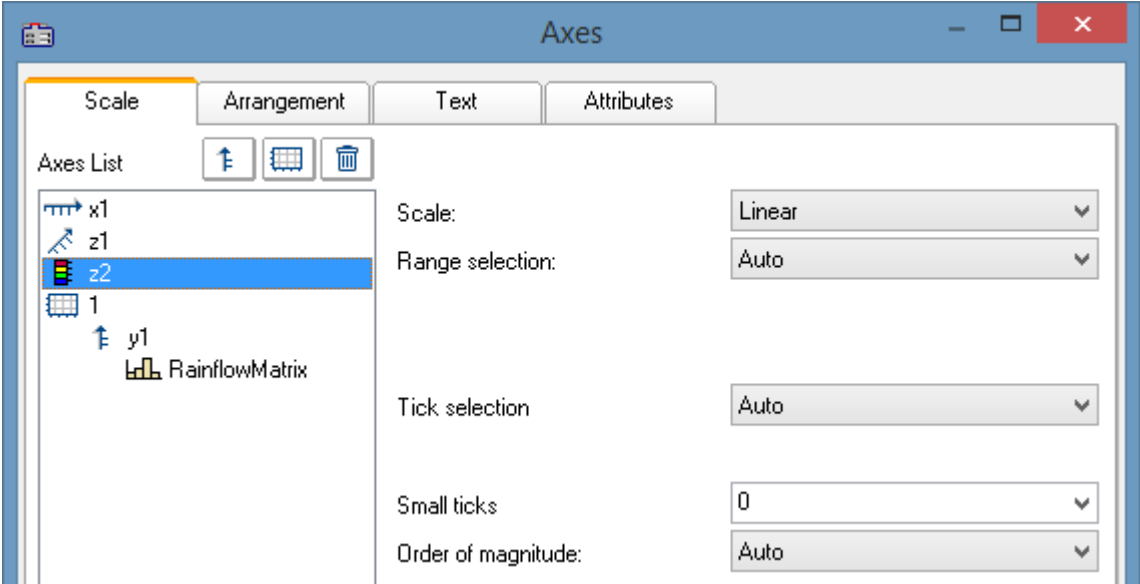 Axes
Scale Arrangement Text Attributes
Axes List
x1
z1
z2
1
y1
RainflowMatrix
Scale: Linear
Range selection: Auto
Tick selection Auto
Small ticks 0
Order of magnitude: Auto